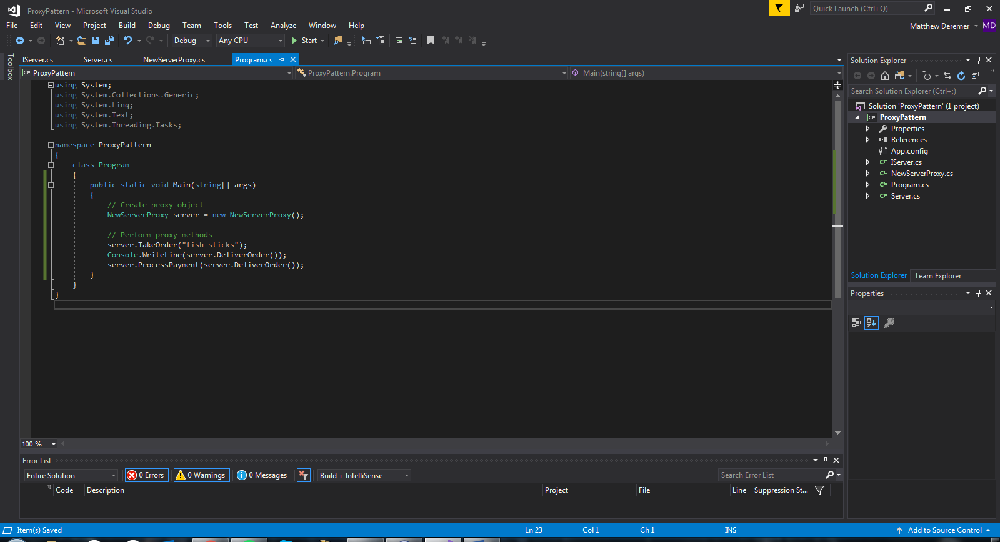 ProxyPattern - Microsoft Visual Studio
Quick Launch (Ctrl+Q)
File Edit View Project Build Debug Team Tools Test Analyze Window Help
Matthew Deremer MD
Debug Any CPU Start
Toolbox
IServer.cs Server.cs NewServerProxy.cs Program.cs
C# ProxyPattern ProxyPattern.Program Main(string[] args)
using System;
using System.Collections.Generic;
using System.Linq;
using System.Text;
using System.Threading.Tasks;
namespace ProxyPattern
{
class Program
{
public static void Main(string[] args)
{
// Create proxy object
NewServerProxy server = new NewServerProxy();
// Perform proxy methods
server.TakeOrder("fish sticks");
Console.WriteLine(server.DeliverOrder());
server.ProcessPayment(server.DeliverOrder());
}
}
}
100 %
Solution Explorer
Search Solution Explorer (Ctrl+;)
Solution 'ProxyPattern' (1 project)
C# ProxyPattern
Properties
References
App.config
C# IServer.cs
C# NewServerProxy.cs
C# Program.cs
C# Server.cs
Solution Explorer Team Explorer
Properties
Error List
Entire Solution 0 Errors 0 Warnings 0 Messages Build + IntelliSense Search Error List
Code Description Project File Line Suppression St...
Item(s) Saved Ln 23 Col 1 Ch 1 INS Add to Source Control